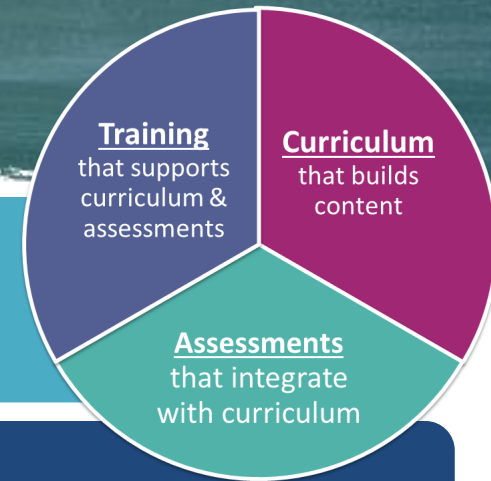 Training
that supports
curriculum &
assessments
Curriculum
that builds
content
Assessments
that integrate
with curriculum